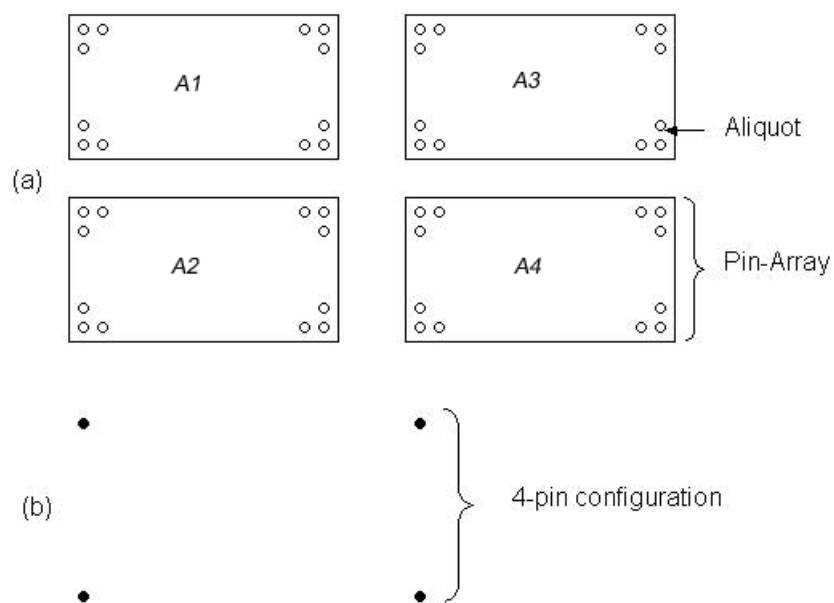 A1
A3
Aliquot
(a)
A2
A4
Pin-Array
(b)
4-pin configuration